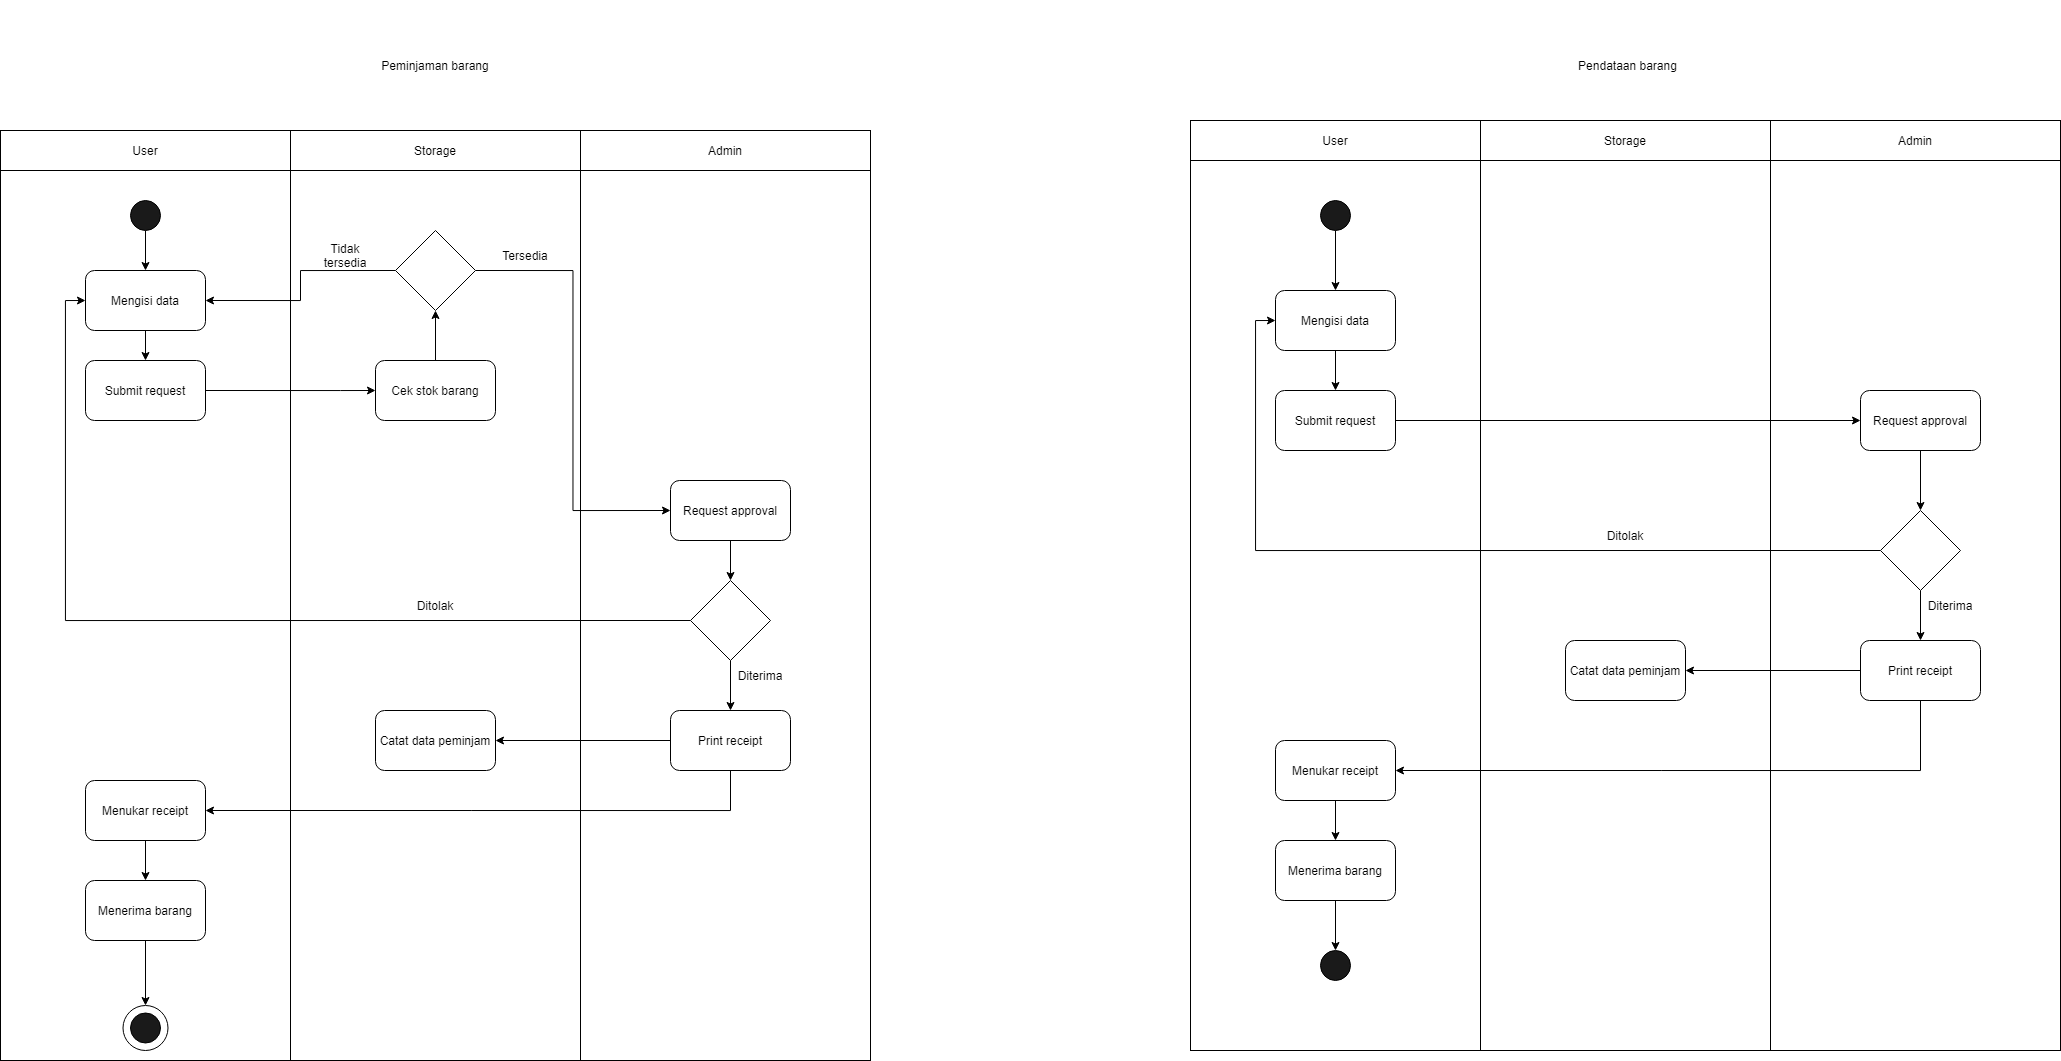 Peminjaman barang
User
Storage
Admin
Tidak
tersedia
Tersedia
Mengisi data
Submit request
Cek stok barang
Request approval
Ditolak
Diterima
Catat data peminjam
Print receipt
Menukar receipt
Menerima barang
Pendataan barang
User
Storage
Admin
Mengisi data
Submit request
Request approval
Ditolak
Diterima
Catat data peminjam
Print receipt
Menukar receipt
Menerima barang